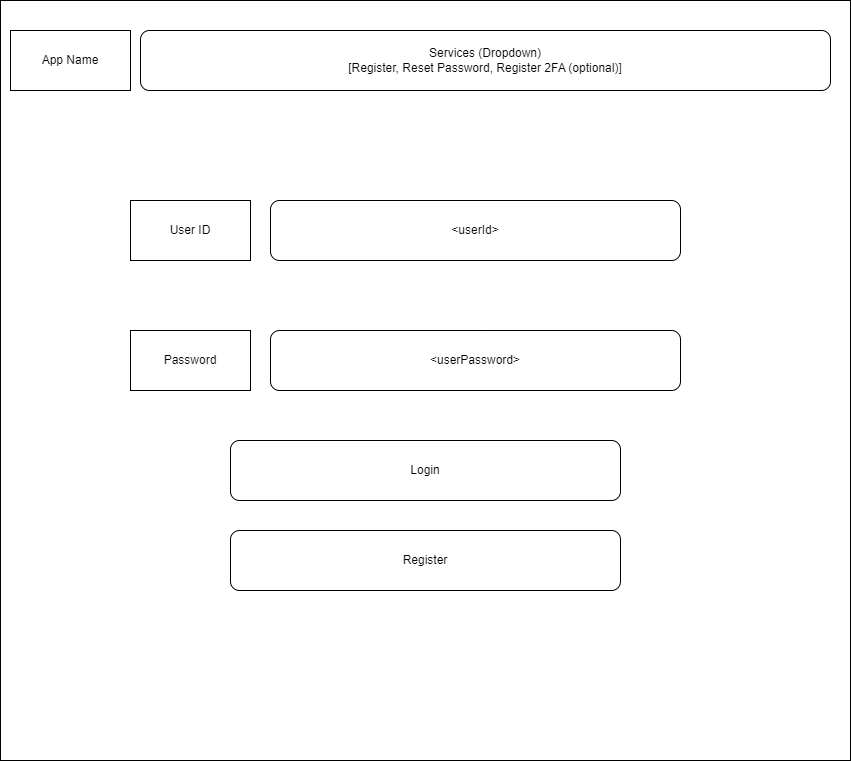 App Name
Services (Dropdown)
[Register, Reset Password, Register 2FA (optional)]
User ID
<userId>
Password
<userPassword>
Login
Register